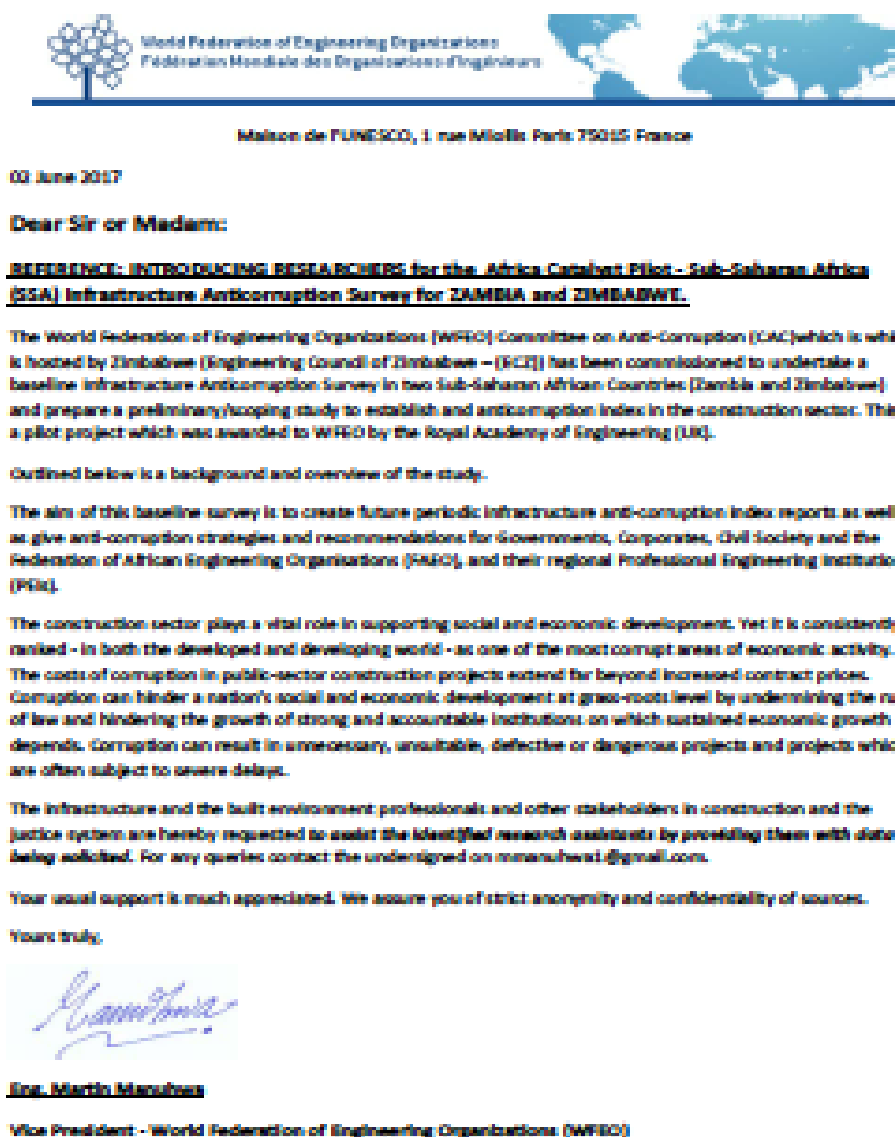 World Federation of Engineering Organizations
Fédération Mondiale des Organisations d'Ingénieurs
Maison de l'UNESCO, 1 rue Miollis Paris 75015 France
02 June 2017
Dear Sir or Madam:
REFERENCE: INTRODUCING RESEARCHERS for the Africa Catalyst Pilot - Sub-Saharan Africa
(SSA) Infrastructure Anticorruption Survey for ZAMBIA and ZIMBABWE.
The World Federation of Engineering Organizations (WFEO) Committee on Anti-Corruption (CAC)which is whi
is hosted by Zimbabwe (Engineering Council of Zimbabwe – (ECZ)) has been commissioned to undertake a
baseline Infrastructure Anticorruption Survey in two Sub-Saharan African Countries (Zambia and Zimbabwe)
and prepare a preliminary/scoping study to establish and anticorruption index in the construction sector. This
a pilot project which was awarded to WFEO by the Royal Academy of Engineering (UK).
Outlined below is a background and overview of the study.
The aim of this baseline survey is to create future periodic infrastructure anti-corruption index reports as well
as give anti-corruption strategies and recommendations for Governments, Corporates, Civil Society and the
Federation of African Engineering Organisations (FAEO), and their regional Professional Engineering Institutio
(PEIs).
The construction sector plays a vital role in supporting social and economic development. Yet it is consistently
ranked - in both the developed and developing world - as one of the most corrupt areas of economic activity.
The costs of corruption in public-sector construction projects extend far beyond increased contract prices.
Corruption can hinder a nation's social and economic development at grass-roots level by undermining the ru
of law and hindering the growth of strong and accountable institutions on which sustained economic growth
depends. Corruption can result in unnecessary, unsuitable, defective or dangerous projects and projects whic
are often subject to severe delays.
The infrastructure and the built environment professionals and other stakeholders in construction and the
justice system are hereby requested to assist the identified research assistants by providing them with data
being solicited. For any queries contact the undersigned on mmanuhwa1@gmail.com.
Your usual support is much appreciated. We assure you of strict anonymity and confidentiality of sources.
Yours truly,
Eng. Martin Manuhwa
Vice President - World Federation of Engineering Organizations (WFEO)